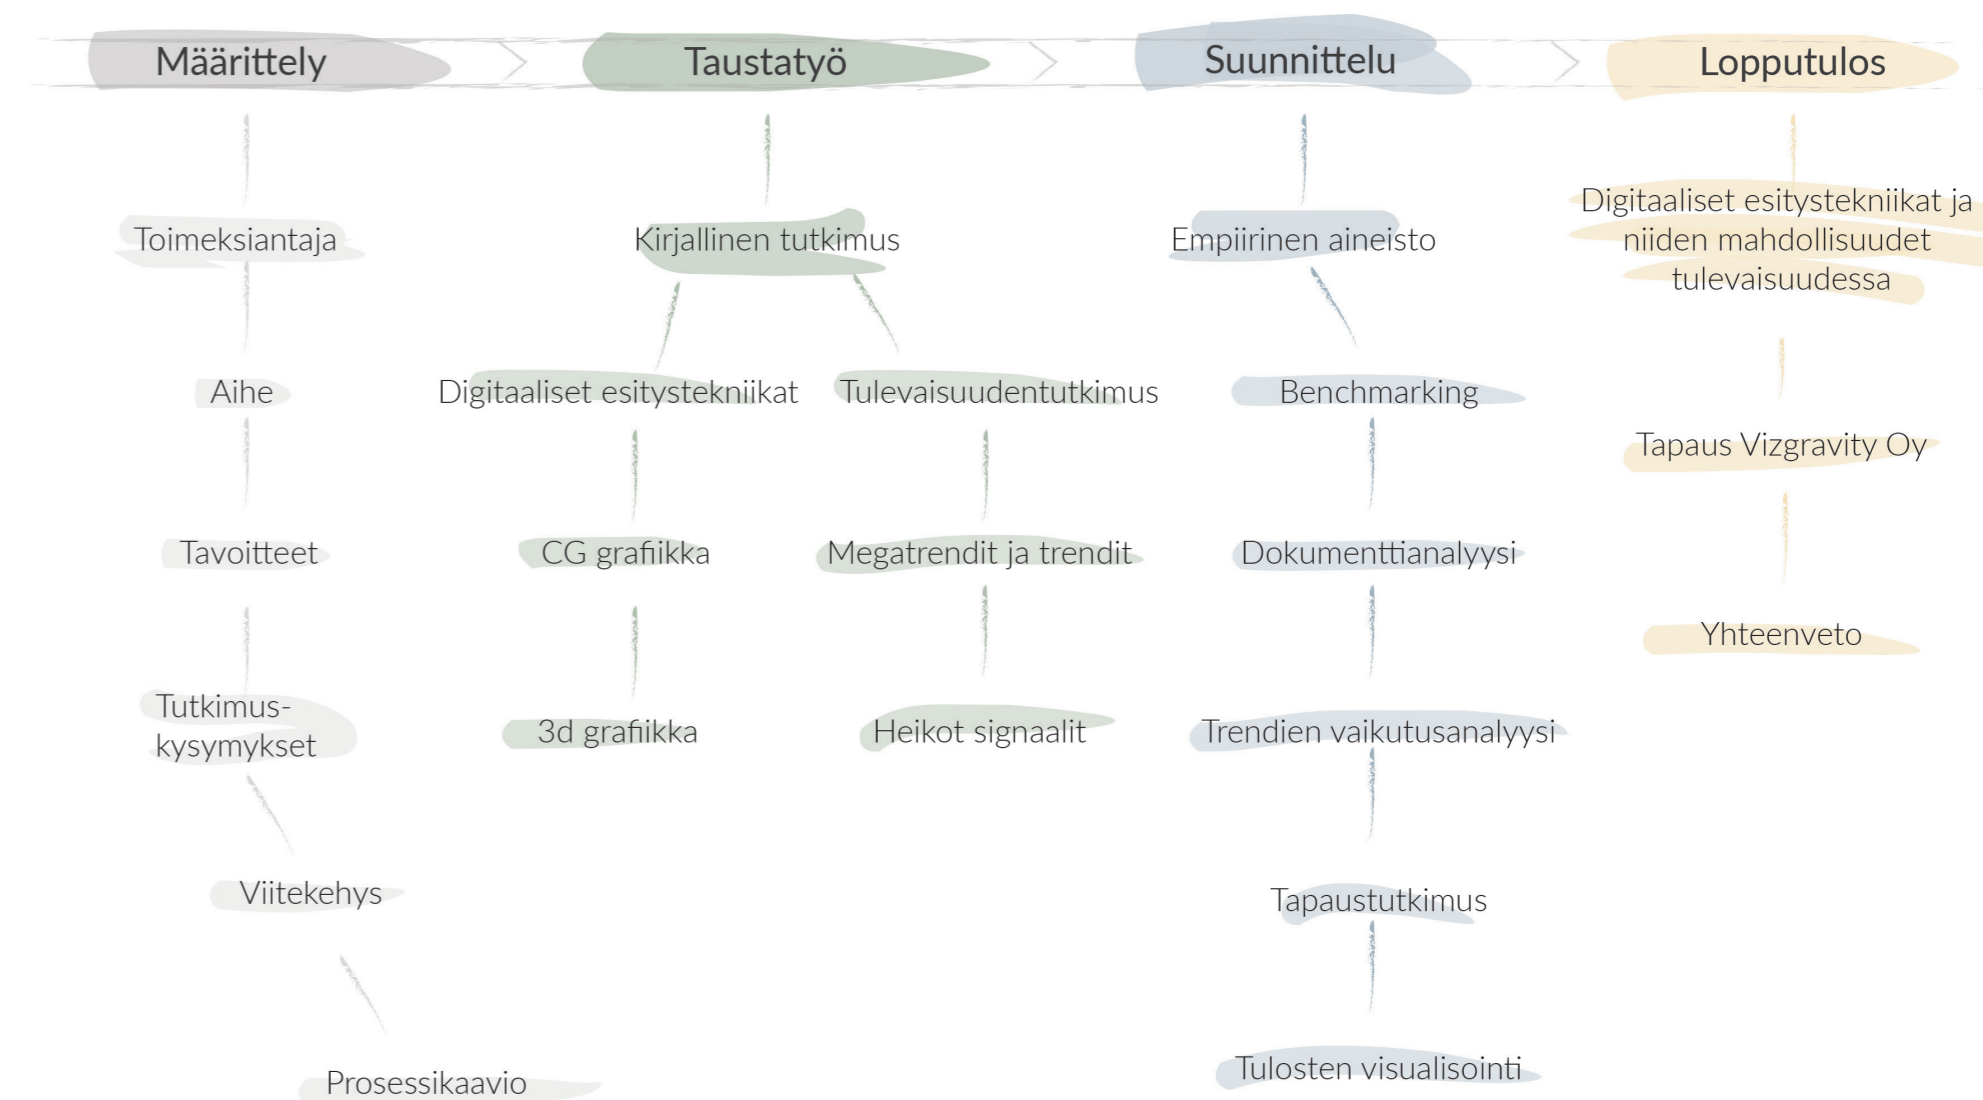 Määrittely
Taustatyö
Suunnittelu
Lopputulos
Toimeksiantaja
Aihe
Tavoitteet
Tutkimus-
kysymykset
Viitekehys
Prosessikaavio
Kirjallinen tutkimus
Digitaaliset esitystekniikat
CG grafiikka
3d grafiikka
Tulevaisuudentutkimus
Megatrendit ja trendit
Heikot signaalit
Empiirinen aineisto
Benchmarking
Dokumenttianalyysi
Trendien vaikutusanalyysi
Tapaustutkimus
Tulosten visualisointi
Digitaaliset esitystekniikat ja
niiden mahdollisuudet
tulevaisuudessa
Tapaus Vizgravity Oy
Yhteenveto